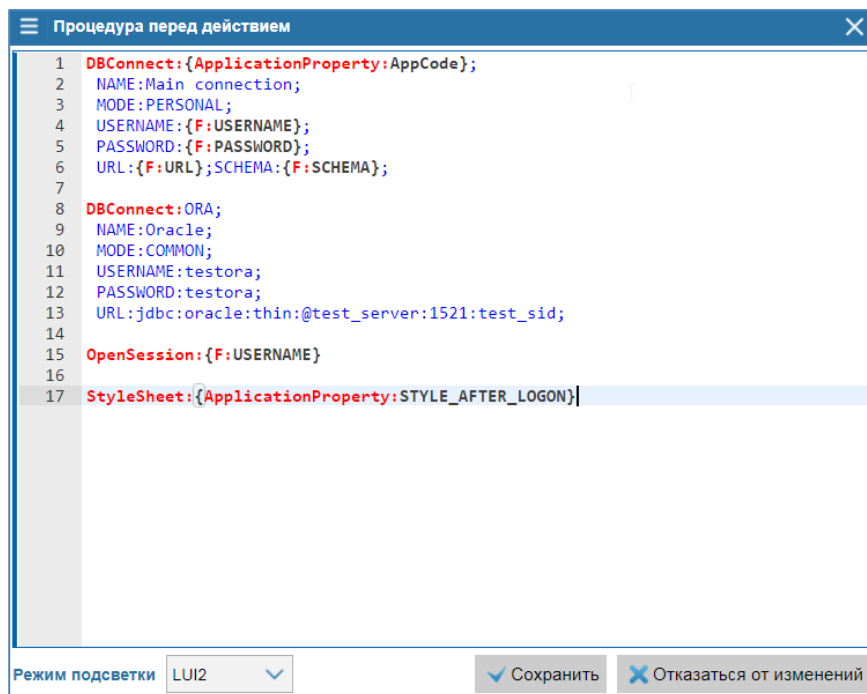 Процедура перед действием
1 DBConnect:{ApplicationProperty:AppCode};
2 NAME:Main connection;
3 MODE:PERSONAL;
4 USERNAME:{F:USERNAME};
5 PASSWORD:{F:PASSWORD};
6 URL:{F:URL};SCHEMA:{F:SCHEMA};
7
8 DBConnect:ORA;
9 NAME:Oracle;
10 MODE:COMMON;
11 USERNAME:testora;
12 PASSWORD:testora;
13 URL:jdbc:oracle:thin:@test_server:1521:test_sid;
14
15 OpenSession:{F:USERNAME}
16
17 StyleSheet:{ApplicationProperty:STYLE_AFTER_LOGON}
Режим подсветки LUI2 Сохранить Отказаться от изменений